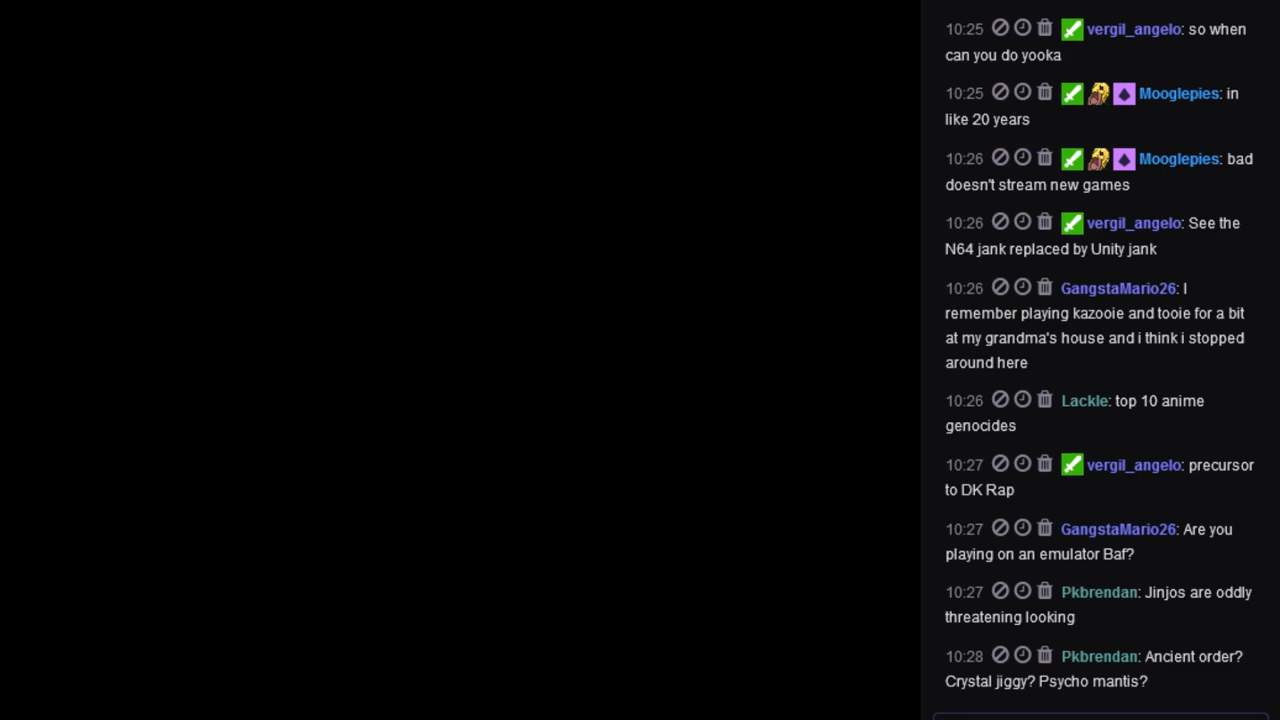 10:25 vergil_angelo: so when
can you do yooka
10:25 Mooglepies: in
like 20 years
10:26 Mooglepies: bad
doesn't stream new games
10:26 vergil_angelo: See the
N64 jank replaced by Unity jank
10:26 GangstaMario26: I
remember playing kazooie and tooie for a bit
at my grandma's house and i think i stopped
around here
10:26 Lackle: top 10 anime
genocides
10:27 vergil_angelo: precursor
to DK Rap
10:27 GangstaMario26: Are you
playing on an emulator Baf?
10:27 Pkbrendan: Jinjos are oddly
threatening looking
10:28 Pkbrendan: Ancient order?
Crystal jiggy? Psycho mantis?